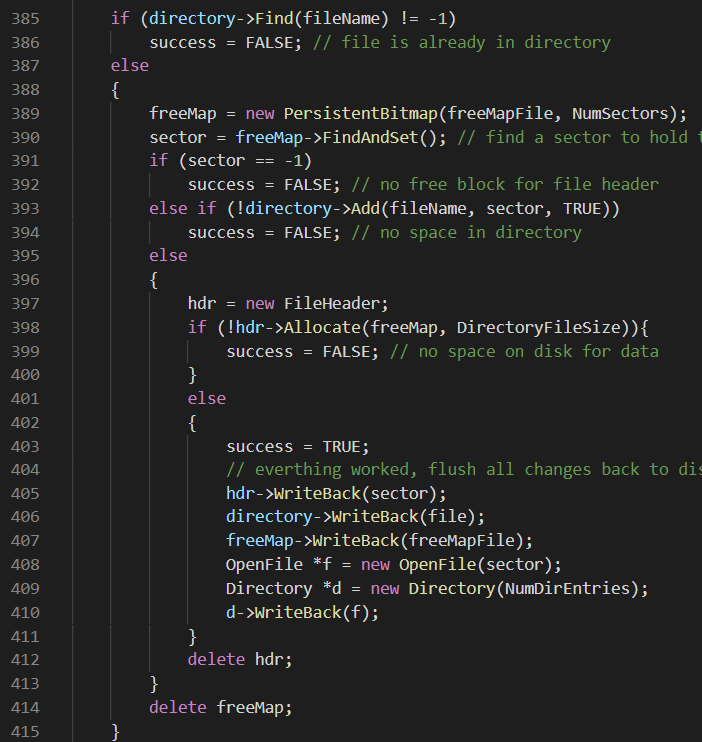 385 if (directory->Find(fileName) != -1)
386 success = FALSE; // file is already in directory
387 else
388 {
389 freeMap = new PersistentBitmap(freeMapFile, NumSectors);
390 sector = freeMap->FindAndSet(); // find a sector to hold t
391 if (sector == -1)
392 success = FALSE; // no free block for file header
393 else if (!directory->Add(fileName, sector, TRUE))
394 success = FALSE; // no space in directory
395 else
396 {
397 hdr = new FileHeader;
398 if (!hdr->Allocate(freeMap, DirectoryFileSize)){
399 success = FALSE; // no space on disk for data
400 }
401 else
402 {
403 success = TRUE;
404 // everthing worked, flush all changes back to dis
405 hdr->WriteBack(sector);
406 directory->WriteBack(file);
407 freeMap->WriteBack(freeMapFile);
408 OpenFile *f = new OpenFile(sector);
409 Directory *d = new Directory(NumDirEntries);
410 d->WriteBack(f);
411 }
412 delete hdr;
413 }
414 delete freeMap;
415 }